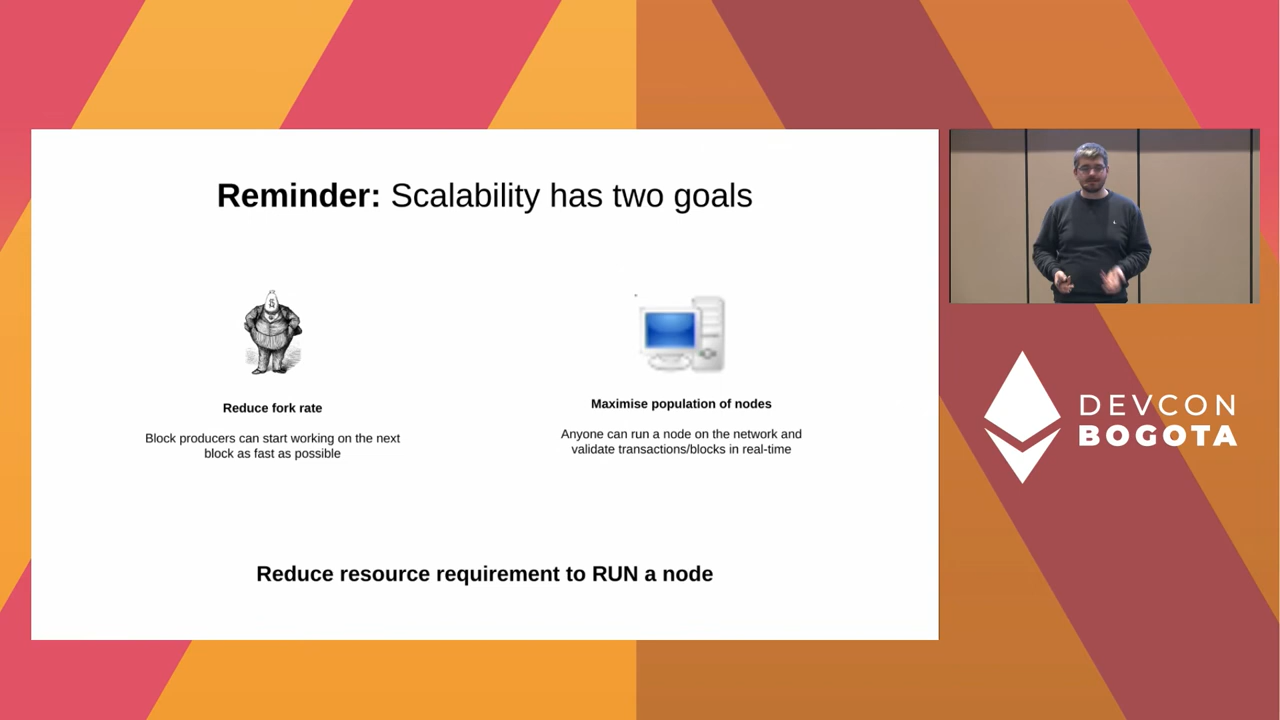 Reminder: Scalability has two goals
Reduce fork rate
Block producers can start working on the next
block as fast as possible
Maximise population of nodes
Anyone can run a node on the network and
validate transactions/blocks in real-time
Reduce resource requirement to RUN a node
DEVCON
BOGOTA